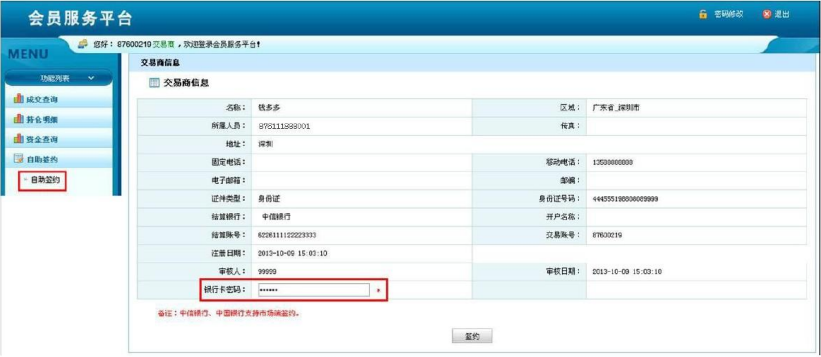 会员服务平台
密码修改 退出
您好：87600219交易商，欢迎登录会员服务平台！
MENU
功能列表
成交查询
持仓明细
资金查询
自助签约
自助签约
交易商信息
交易商信息
名称： 钱多多 区域： 广东省_深圳市
所属人员： 876111888001 传真：
地址： 深圳
固定电话： 移动电话： 13588888888
电子邮箱： 邮编：
证件类型： 身份证 身份证号码：
结算银行： 中信银行 开户名称：
结算账号： 6226111122223333 交易账号： 87600219
注册日期： 2013-10-09 15:03:10
审核人： 99999 审核日期： 2013-10-09 15:03:10
银行卡密码： •••••• *
备注：中信银行、中国银行支持市场端签约。
签约